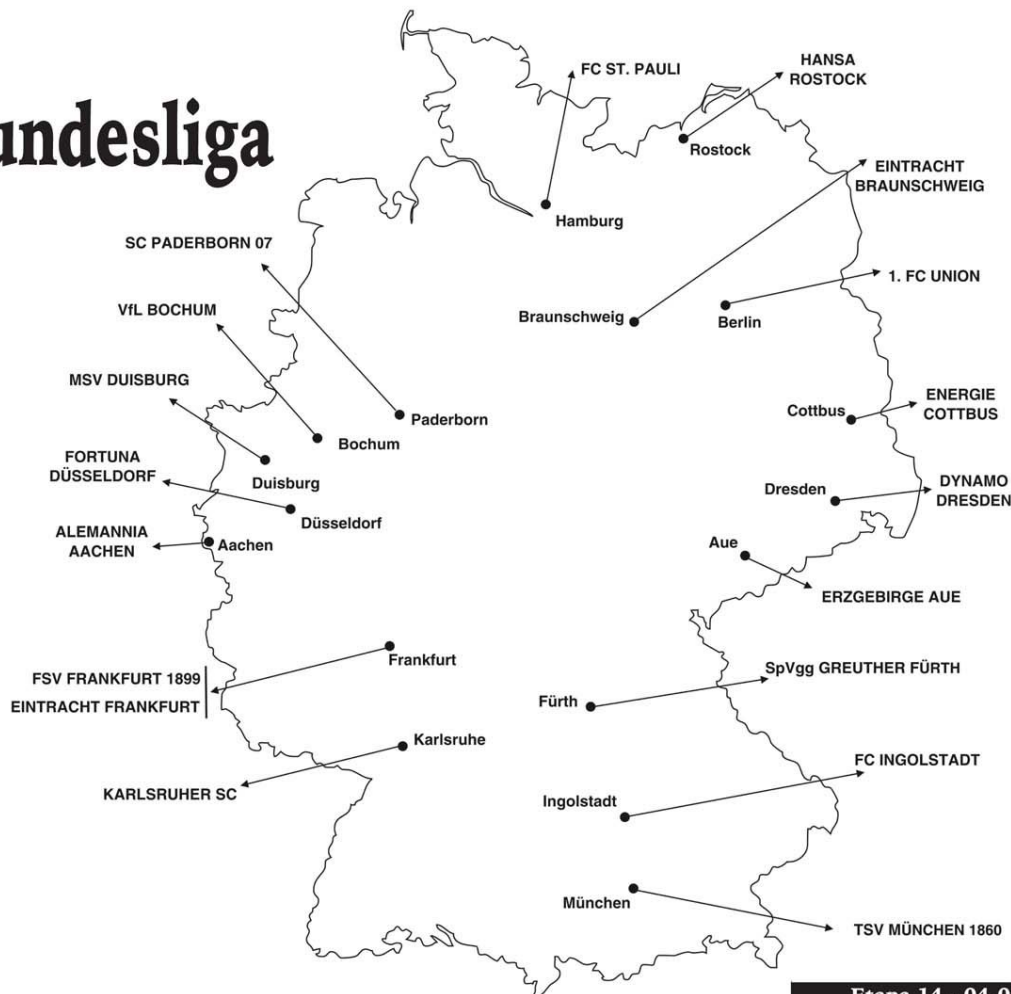 FC ST. PAULI
HANSA
ROSTOCK
Rostock
undesliga
EINTRACHT
BRAUNSCHWEIG
Hamburg
SC PADERBORN 07
1. FC UNION
VfL BOCHUM
Braunschweig
Berlin
MSV DUISBURG
ENERGIE
COTTBUS
Cottbus
Paderborn
Bochum
FORTUNA
DÜSSELDORF
Duisburg
Dresden
DYNAMO
DRESDEN
Düsseldorf
ALEMANNIA
AACHEN
Aachen
Aue
ERZGEBIRGE AUE
Frankfurt
SpVgg GREUTHER FÜRTH
FSV FRANKFURT 1899
EINTRACHT FRANKFURT
Fürth
Karlsruhe
FC INGOLSTADT
KARLSRUHER SC
Ingolstadt
München
TSV MÜNCHEN 1860